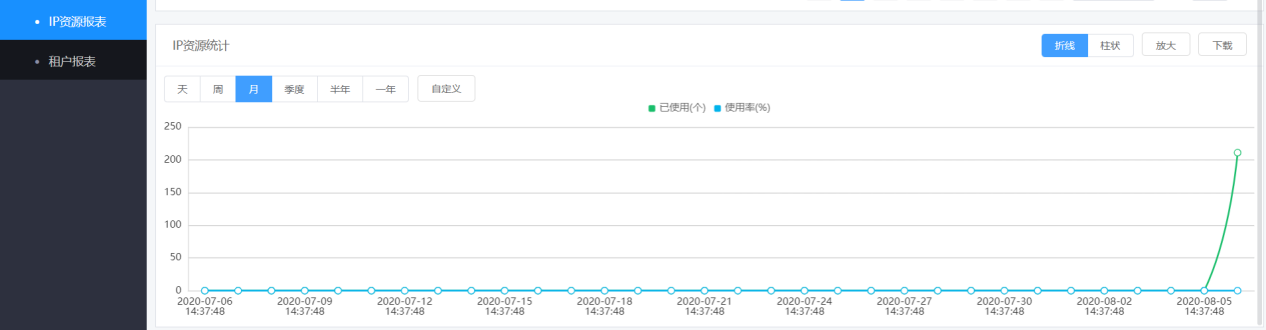 IP资源报表
租户报表
IP资源统计
折线 柱状 放大 下载
天 周 月 季度 半年 一年 自定义
已使用(个) 使用率(%)
250
200
150
100
50
0
2020-07-06 2020-07-09 2020-07-12 2020-07-15 2020-07-18 2020-07-21 2020-07-24 2020-07-27 2020-07-30 2020-08-02 2020-08-05
14:37:48 14:37:48 14:37:48 14:37:48 14:37:48 14:37:48 14:37:48 14:37:48 14:37:48 14:37:48 14:37:48